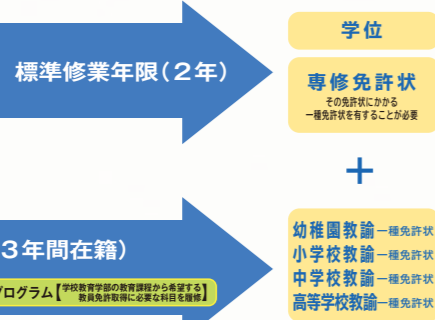 標準修業年限(２年)
学位
専修免許状
その免許状にかかる
一種免許状を有することが必要
＋
３年間在籍)
プログラム【学校教育学部の教育課程から希望する
教員免許取得に必要な科目を履修】
幼稚園教諭一種免許状
小学校教諭一種免許状
中学校教諭一種免許状
高等学校教諭一種免許状